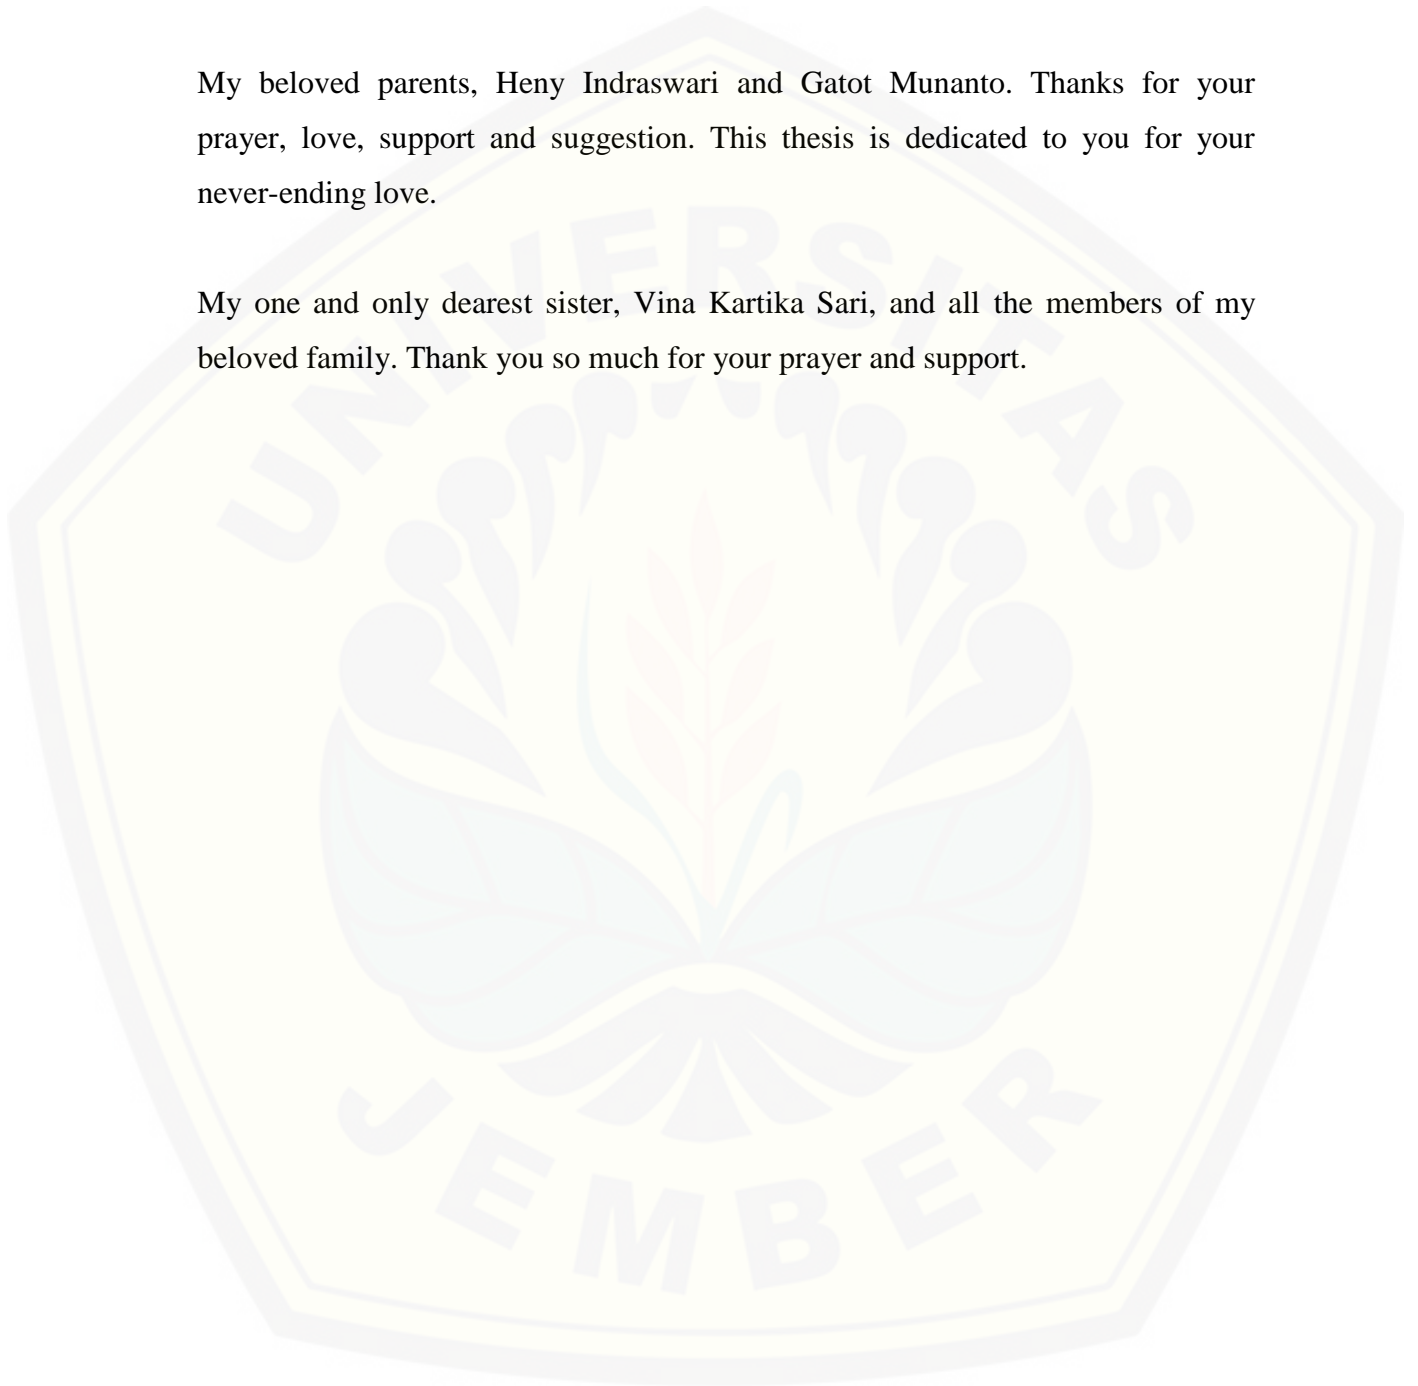 My beloved parents, Heny Indraswari and Gatot Munanto. Thanks for your
prayer, love, support and suggestion. This thesis is dedicated to you for your
never-ending love.
My one and only dearest sister, Vina Kartika Sari, and all the members of my
beloved family. Thank you so much for your prayer and support.
UNIVERSITAS
JEMBER